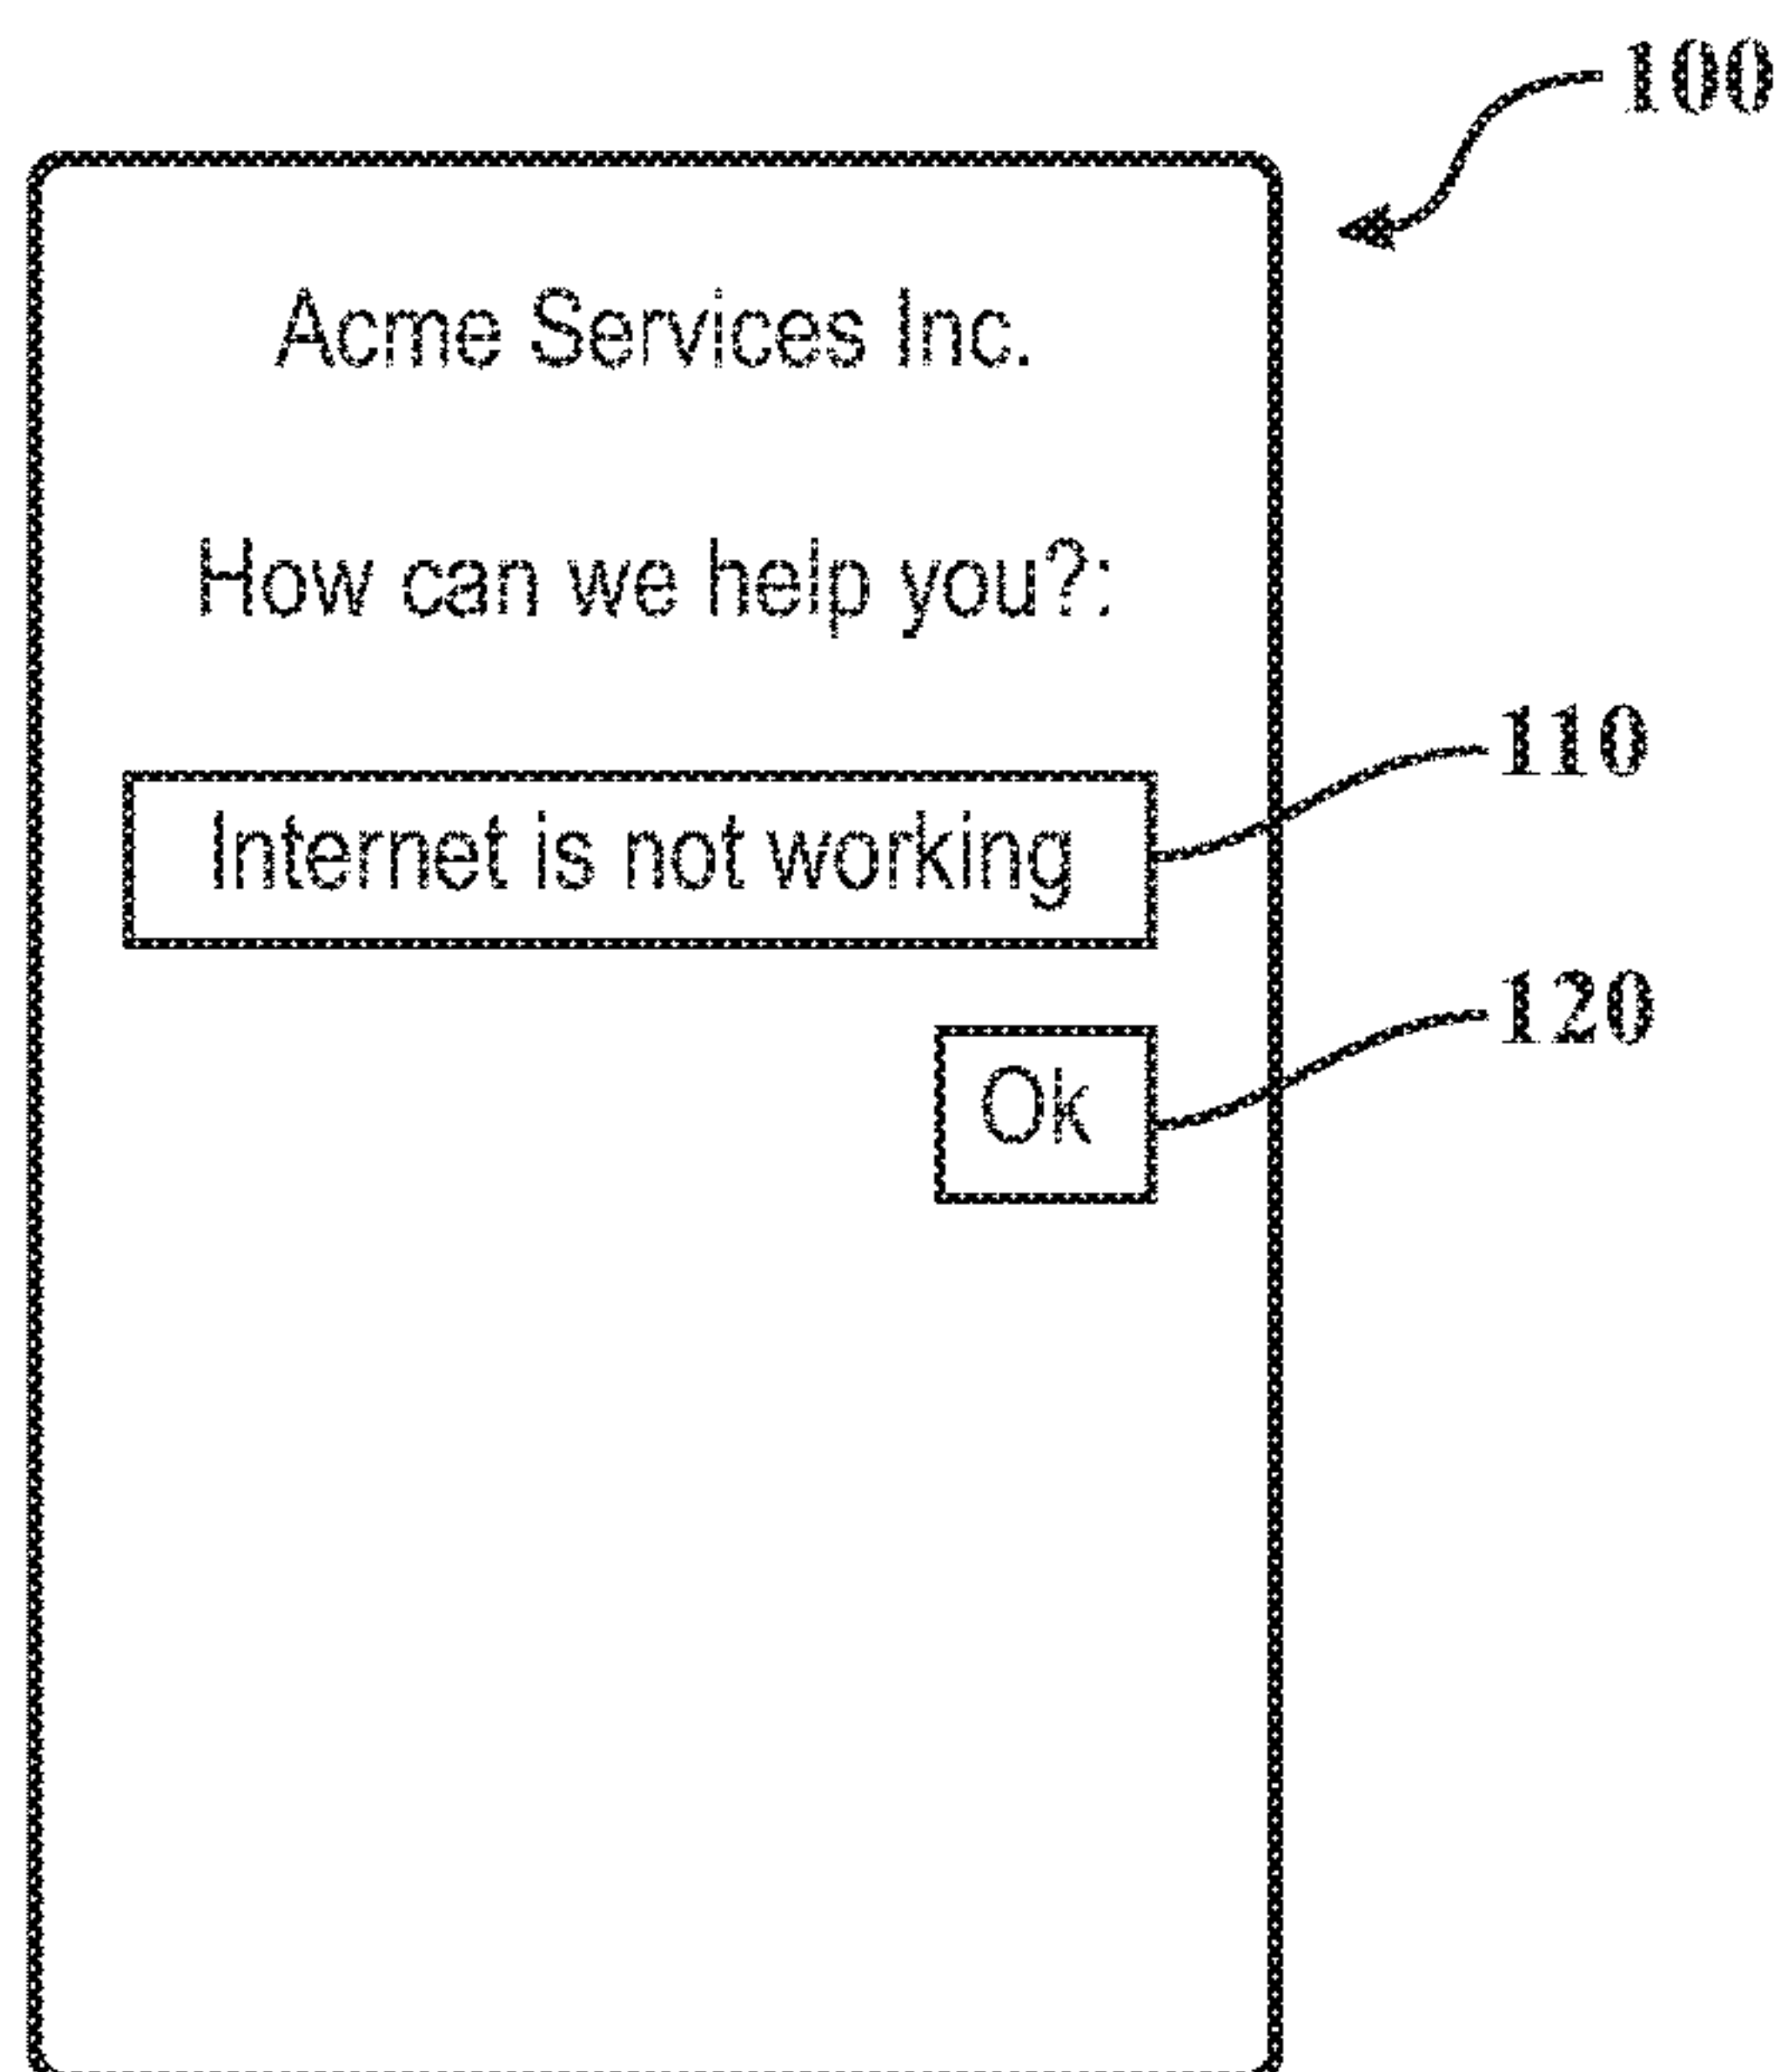 100
Acme Services Inc.
How can we help you?:
110
Internet is not working
120
Ok